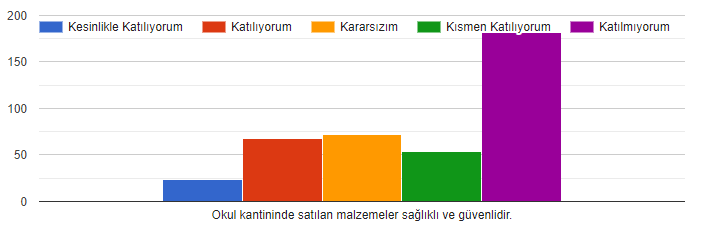 200
Kesinlikle Katılıyorum Katılıyorum Kararsızım Kısmen Katılıyorum Katılmıyorum
150
100
50
0
Okul kantininde satılan malzemeler sağlıklı ve güvenlidir.